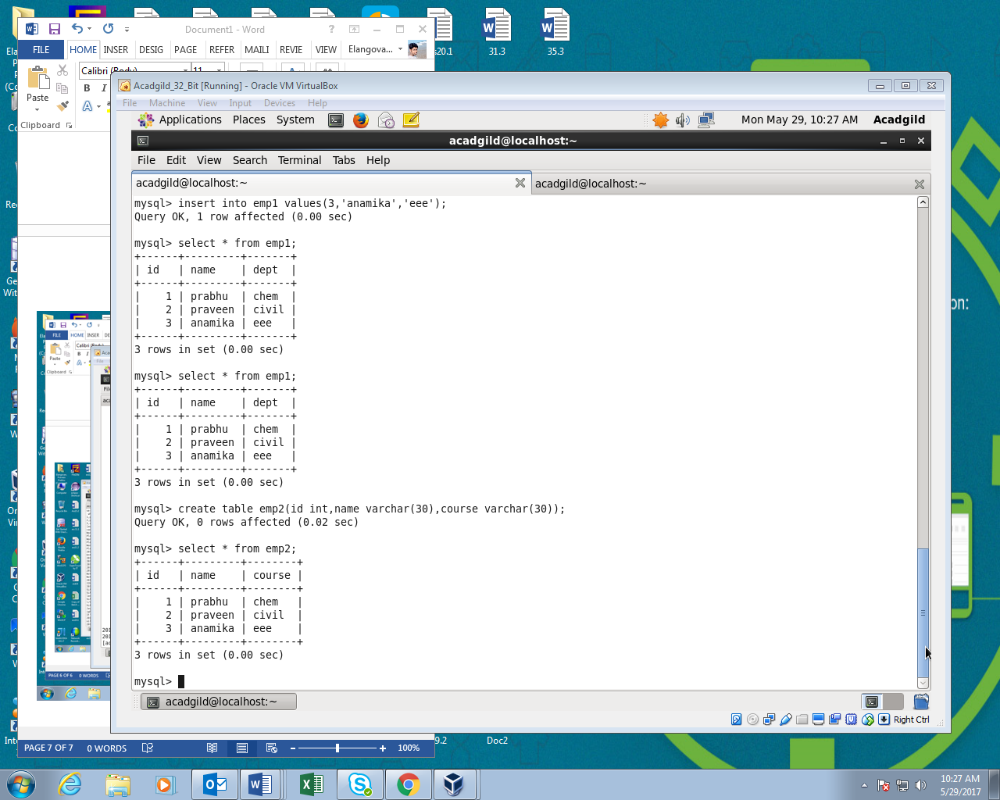 Document1 - Word
FILE HOME INSER DESIG PAGE REFER MAILI REVIE VIEW Elangova...
Calibri (Body) 11
Paste
B I
Clipboard
31.3
35.3
Acadgild_32_Bit [Running] - Oracle VM VirtualBox
File Machine View Input Devices Help
Applications Places System Mon May 29, 10:27 AM Acadgild
acadgild@localhost:~
File Edit View Search Terminal Tabs Help
acadgild@localhost:~ acadgild@localhost:~
mysql> insert into emp1 values(3,'anamika','eee');
Query OK, 1 row affected (0.00 sec)
mysql> select * from emp1;
+------+---------+-------+
| id | name | dept |
+------+---------+-------+
| 1 | prabhu | chem |
| 2 | praveen | civil |
| 3 | anamika | eee |
+------+---------+-------+
3 rows in set (0.00 sec)
mysql> select * from emp1;
+------+---------+-------+
| id | name | dept |
+------+---------+-------+
| 1 | prabhu | chem |
| 2 | praveen | civil |
| 3 | anamika | eee |
+------+---------+-------+
3 rows in set (0.00 sec)
mysql> create table emp2(id int,name varchar(30),course varchar(30));
Query OK, 0 rows affected (0.02 sec)
mysql> select * from emp2;
+------+---------+--------+
| id | name | course |
+------+---------+--------+
| 1 | prabhu | chem |
| 2 | praveen | civil |
| 3 | anamika | eee |
+------+---------+--------+
3 rows in set (0.00 sec)
mysql>
acadgild@localhost:~
Right Ctrl
on:
Doc2
PAGE 7 OF 7 0 WORDS 100%
PAGE 6 OF 6 0 WORDS
10:27 AM
5/29/2017